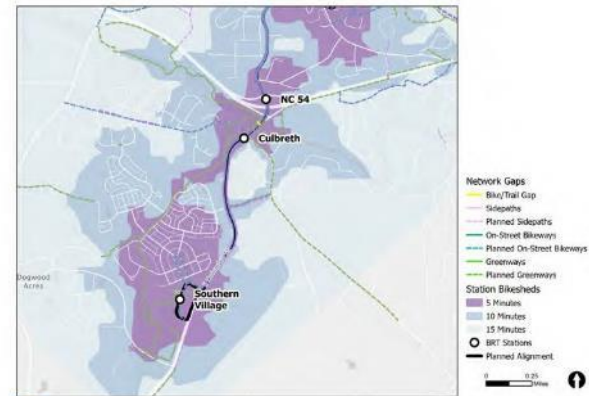 NC 54
Culbreth
Dogwood
Acres
Southern
Village
Network Gaps
Bike/Trail Gap
Sidepaths
Planned Sidepaths
On-Street Bikeways
Planned On-Street Bikeways
Greenways
Planned Greenways
Station Bikesheds
5 Minutes
10 Minutes
15 Minutes
BRT Stations
Planned Alignment
0 0.25
Miles